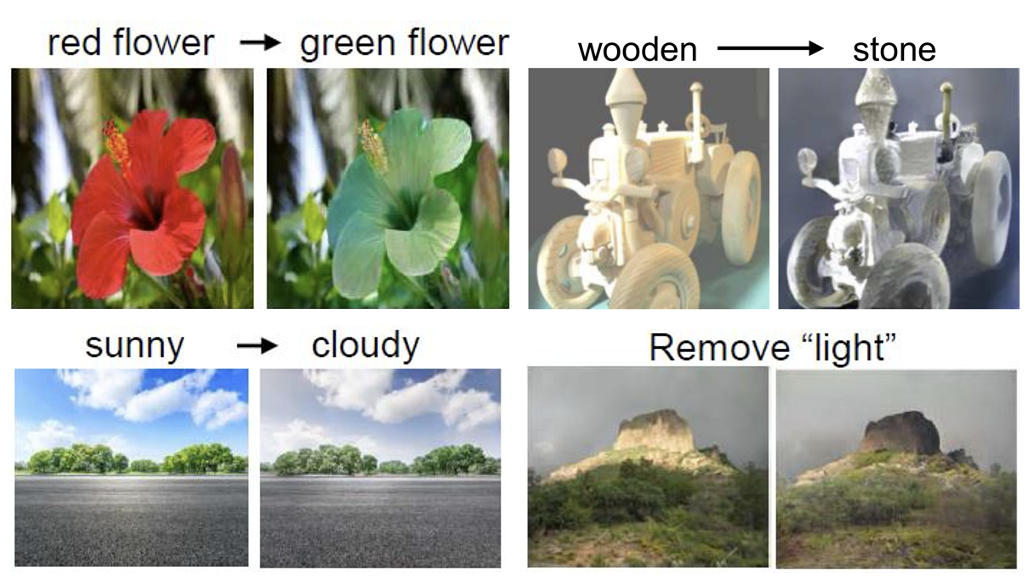 red flower → green flower
wooden → stone
sunny → cloudy
Remove “light”